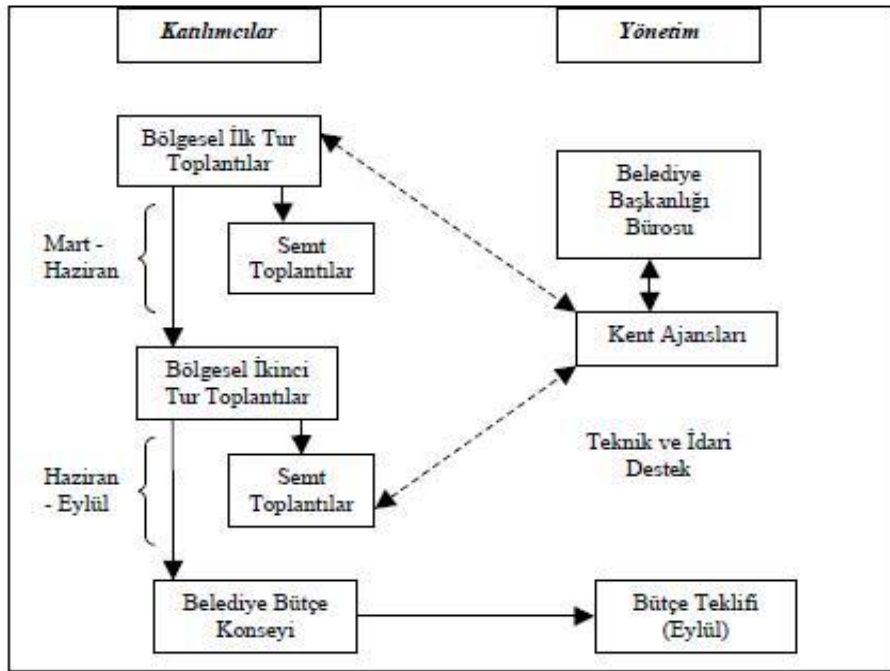 Katılımcılar
Yönetim
Bölgesel İlk Tur
Toplantılar
Belediye
Başkanlığı
Bürosu
Mart -
Haziran
Semt
Toplantılar
Kent Ajansları
Bölgesel İkinci
Tur Toplantılar
Teknik ve İdari
Destek
Haziran
- Eylül
Semt
Toplantılar
Belediye Bütçe
Konseyi
Bütçe Teklifi
(Eylül)